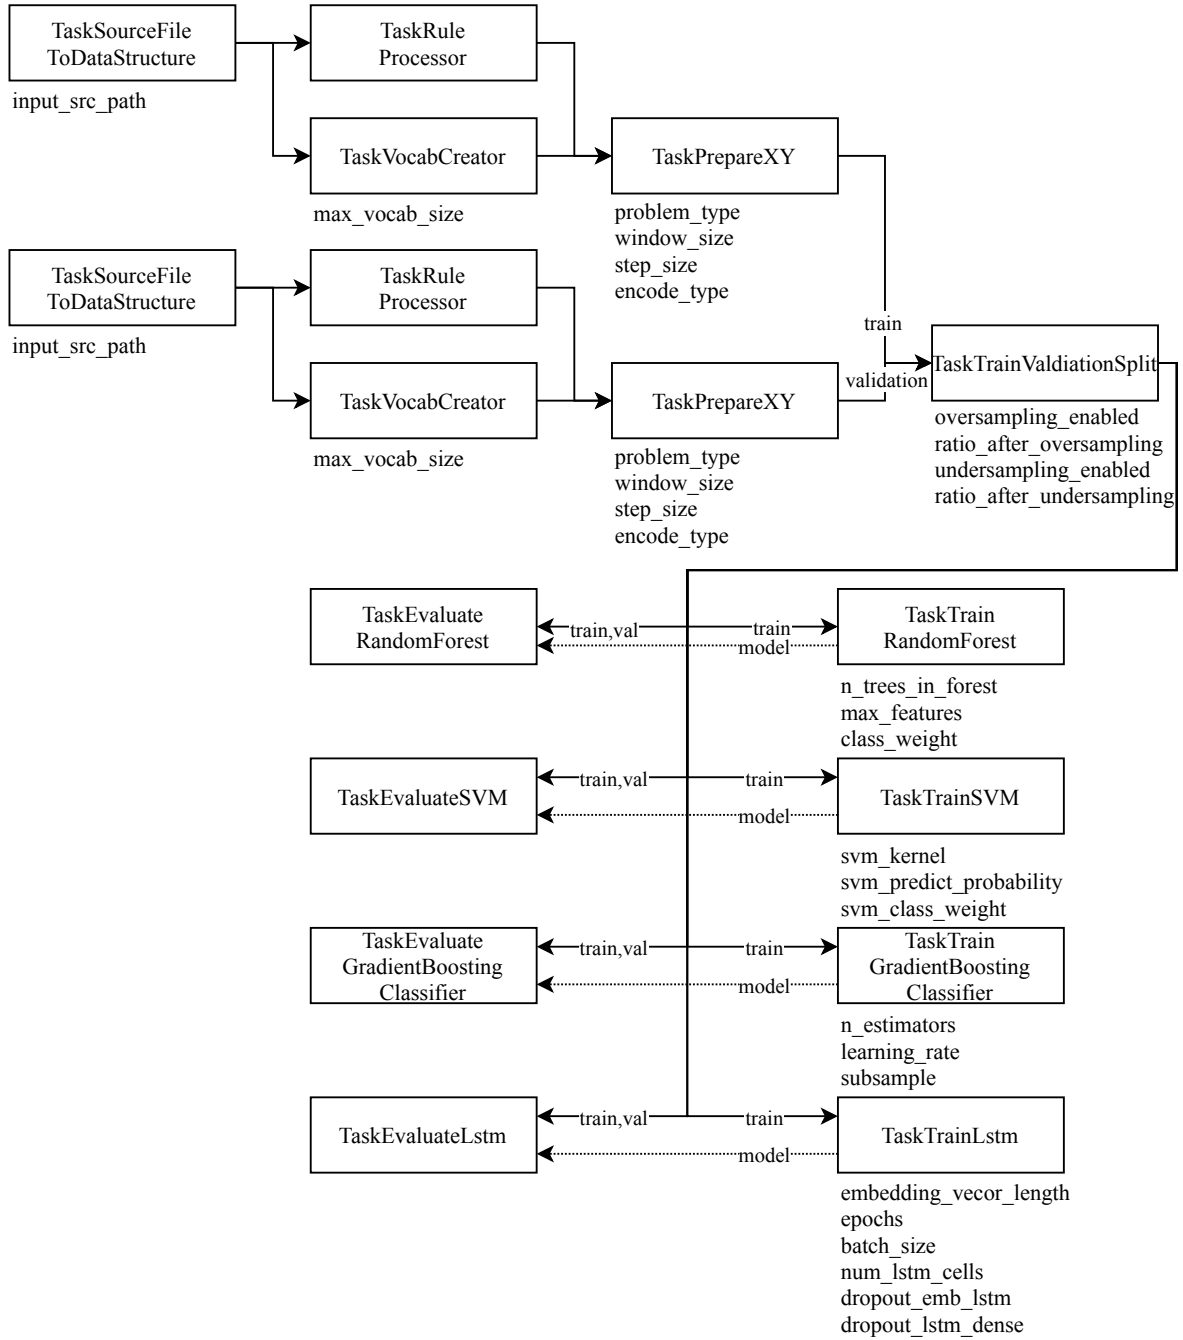 TaskSourceFile
ToDataStructure
input_src_path
TaskRule
Processor
TaskVocabCreator
max_vocab_size
TaskPrepareXY
problem_type
window_size
step_size
encode_type
TaskSourceFile
ToDataStructure
input_src_path
TaskRule
Processor
TaskVocabCreator
max_vocab_size
TaskPrepareXY
problem_type
window_size
step_size
encode_type
train
validation
TaskTrainValdiationSplit
oversampling_enabled
ratio_after_oversampling
undersampling_enabled
ratio_after_undersampling
TaskEvaluate
RandomForest
train,val
train
model
TaskTrain
RandomForest
n_trees_in_forest
max_features
class_weight
TaskEvaluateSVM
train,val
train
model
TaskTrainSVM
svm_kernel
svm_predict_probability
svm_class_weight
TaskEvaluate
GradientBoosting
Classifier
train,val
train
model
TaskTrain
GradientBoosting
Classifier
n_estimators
learning_rate
subsample
TaskEvaluateLstm
train,val
train
model
TaskTrainLstm
embedding_vecor_length
epochs
batch_size
num_lstm_cells
dropout_emb_lstm
dropout_lstm_dense